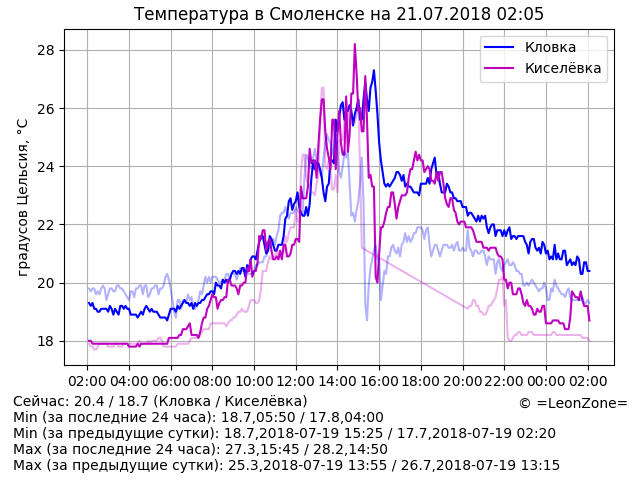 Температура в Смоленске на 21.07.2018 02:05
градусов Цельсия, °C
28
26
24
22
20
18
Кловка
Киселёвка
02:00 04:00 06:00 08:00 10:00 12:00 14:00 16:00 18:00 20:00 22:00 00:00 02:00
Сейчас: 20.4 / 18.7 (Кловка / Киселёвка)
© =LeonZone=
Min (за последние 24 часа): 18.7,05:50 / 17.8,04:00
Min (за предыдущие сутки): 18.7,2018-07-19 15:25 / 17.7,2018-07-19 02:20
Max (за последние 24 часа): 27.3,15:45 / 28.2,14:50
Max (за предыдущие сутки): 25.3,2018-07-19 13:55 / 26.7,2018-07-19 13:15